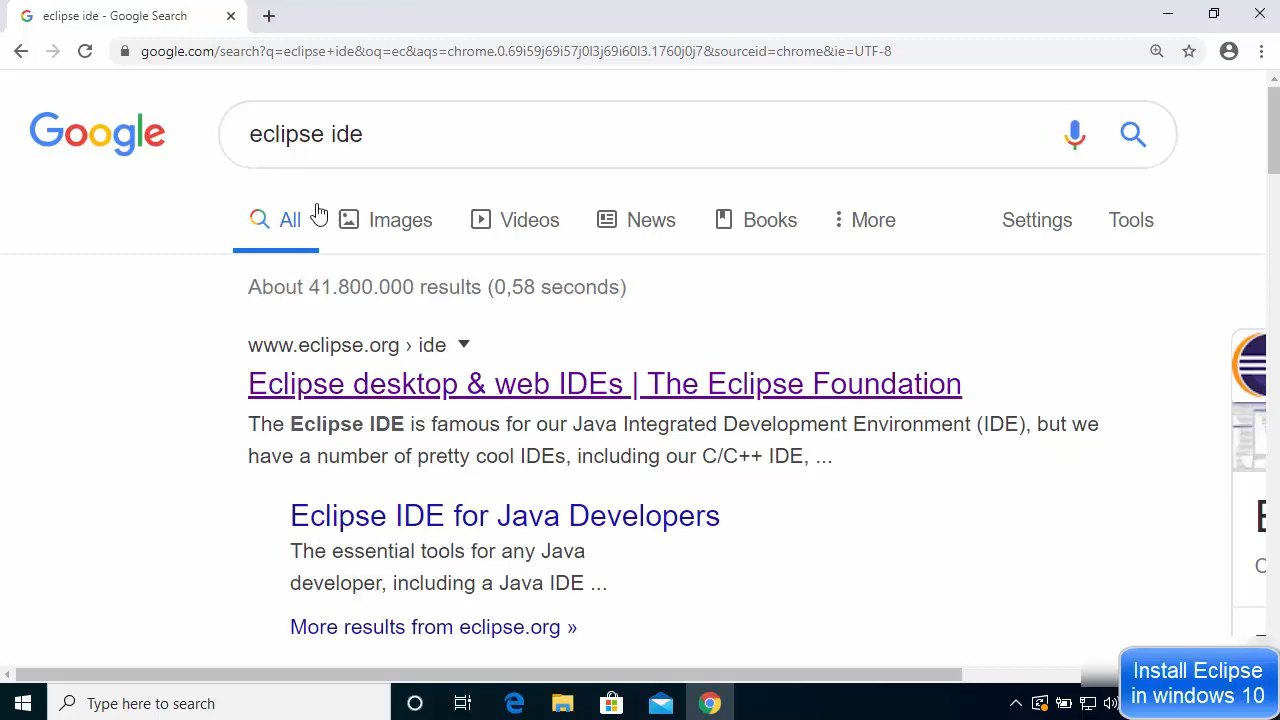 eclipse ide - Google Search
google.com/search?q=eclipse+ide&oq=ec&aqs=chrome.0.69i59j69i57j0l3j69i60l3.1760j0j7&sourceid=chrome&ie=UTF-8
Google
eclipse ide
All Images Videos News Books More Settings Tools
About 41.800.000 results (0,58 seconds)
www.eclipse.org › ide
Eclipse desktop & web IDEs | The Eclipse Foundation
The Eclipse IDE is famous for our Java Integrated Development Environment (IDE), but we
have a number of pretty cool IDEs, including our C/C++ IDE, ...
Eclipse IDE for Java Developers
The essential tools for any Java
developer, including a Java IDE ...
More results from eclipse.org »
Install Eclipse
in windows 10
Type here to search